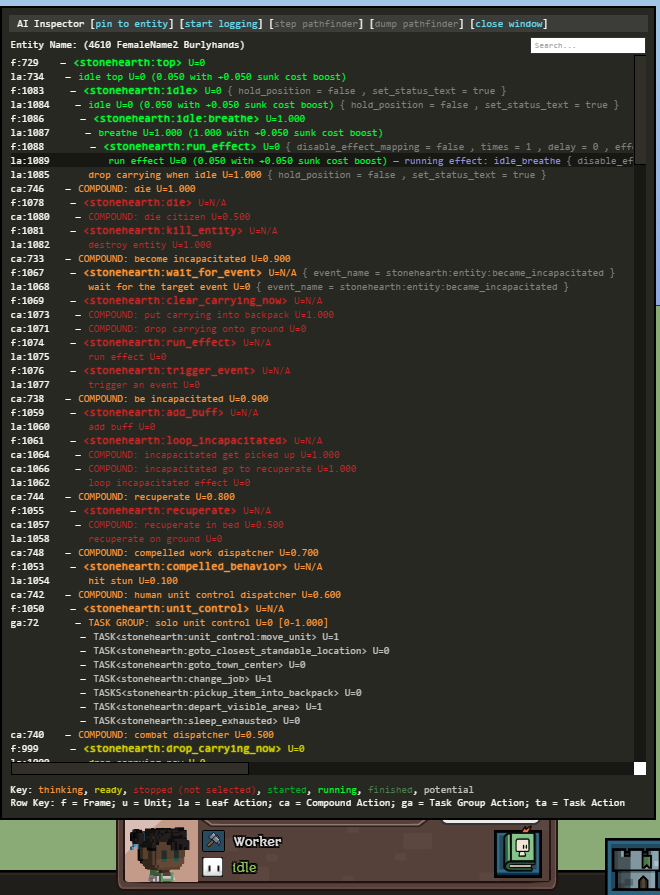 AI Inspector [pin to entity] [start logging] [step pathfinder] [dump pathfinder] [close window]
Entity Name: (4610 FemaleName2 Burlyhands)
Search...
f:729 – <stonehearth:top> U=0
la:734 – idle top U=0 (0.050 with +0.050 sunk cost boost)
f:1083 – <stonehearth:idle> U=0 { hold_position = false , set_status_text = true }
la:1084 – idle U=0 (0.050 with +0.050 sunk cost boost) { hold_position = false , set_status_text = true }
f:1086 – <stonehearth:idle:breathe> U=1.000
la:1087 – breathe U=1.000 (1.000 with +0.050 sunk cost boost)
f:1088 – <stonehearth:run_effect> U=0 { disable_effect_mapping = false , times = 1 , delay = 0 , eff
la:1089 run effect U=0 (0.050 with +0.050 sunk cost boost) – running effect: idle_breathe { disable_ef
la:1085 drop carrying when idle U=1.000 { hold_position = false , set_status_text = true }
ca:746 – COMPOUND: die U=1.000
f:1078 – <stonehearth:die> U=N/A
ca:1080 – COMPOUND: die citizen U=0.500
f:1081 – <stonehearth:kill_entity> U=N/A
la:1082 destroy entity U=1.000
ca:733 – COMPOUND: become incapacitated U=0.900
f:1067 – <stonehearth:wait_for_event> U=N/A { event_name = stonehearth:entity:became_incapacitated }
la:1068 wait for the target event U=0 { event_name = stonehearth:entity:became_incapacitated }
f:1069 – <stonehearth:clear_carrying_now> U=N/A
ca:1073 – COMPOUND: put carrying into backpack U=1.000
ca:1071 – COMPOUND: drop carrying onto ground U=0
f:1074 – <stonehearth:run_effect> U=N/A
la:1075 run effect U=0
f:1076 – <stonehearth:trigger_event> U=N/A
la:1077 trigger an event U=0
ca:738 – COMPOUND: be incapacitated U=0.900
f:1059 – <stonehearth:add_buff> U=N/A
la:1060 add buff U=0
f:1061 – <stonehearth:loop_incapacitated> U=N/A
ca:1064 – COMPOUND: incapacitated get picked up U=1.000
ca:1066 – COMPOUND: incapacitated go to recuperate U=1.000
la:1062 loop incapacitated effect U=0
ca:744 – COMPOUND: recuperate U=0.800
f:1055 – <stonehearth:recuperate> U=N/A
ca:1057 – COMPOUND: recuperate in bed U=0.500
la:1058 recuperate on ground U=0
ca:748 – COMPOUND: compelled work dispatcher U=0.700
f:1053 – <stonehearth:compelled_behavior> U=N/A
la:1054 hit stun U=0.100
ca:742 – COMPOUND: human unit control dispatcher U=0.600
f:1050 – <stonehearth:unit_control> U=N/A
ga:72 – TASK GROUP: solo unit control U=0 [0-1.000]
– TASK<stonehearth:unit_control:move_unit> U=1
– TASK<stonehearth:goto_closest_standable_location> U=0
– TASK<stonehearth:goto_town_center> U=0
– TASK<stonehearth:change_job> U=1
– TASKS<stonehearth:pickup_item_into_backpack> U=0
– TASK<stonehearth:depart_visible_area> U=1
– TASK<stonehearth:sleep_exhausted> U=0
ca:740 – COMPOUND: combat dispatcher U=0.500
f:999 – <stonehearth:drop_carrying_now> U=0
Key: thinking, ready, stopped (not selected), started, running, finished, potential
Row Key: f = Frame; u = Unit; la = Leaf Action; ca = Compound Action; ga = Task Group Action; ta = Task Action
Worker
idle